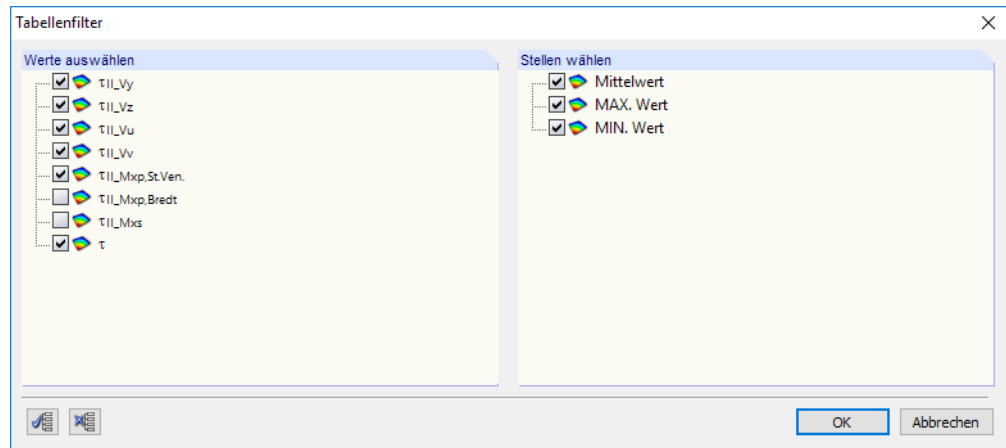 Tabellenfilter
Werte auswählen
τII_Vy
τII_Vz
τII_Vu
τII_Vv
τII_Mxp,St.Ven.
τII_Mxp,Bredt
τII_Mxs
τ
Stellen wählen
Mittelwert
MAX. Wert
MIN. Wert
OK
Abbrechen